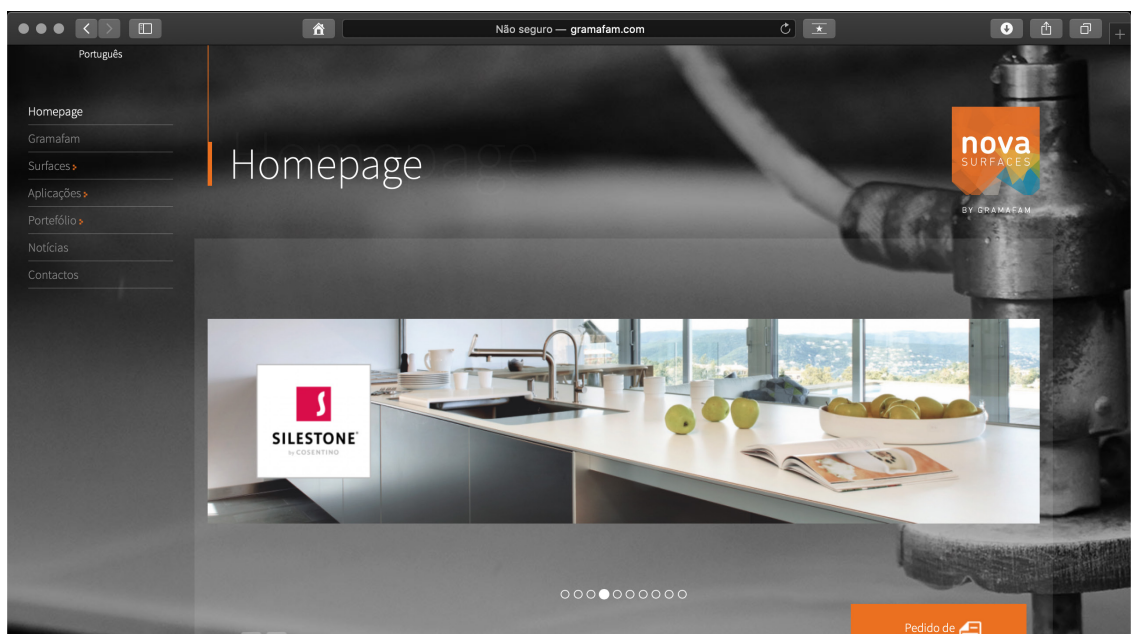 Não seguro — gramafam.com
Português
Homepage
Gramafam
Surfaces
Aplicações
Portefólio
Notícias
Contactos
Homepage
nova
SURFACES
BY GRAMAFAM
SILESTONE®
by COSENTINO
Pedido de